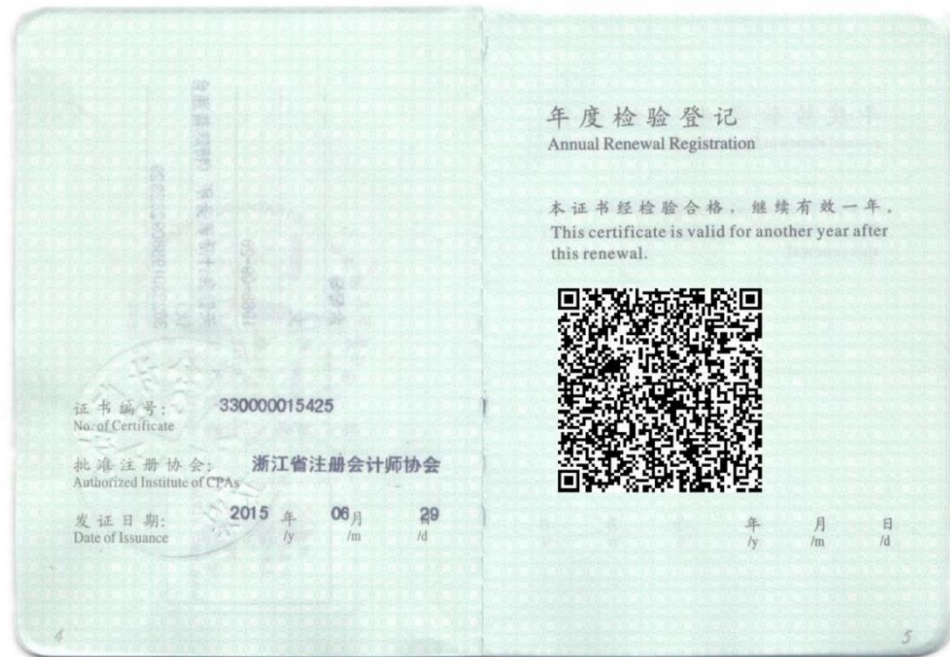 证书编号: 330000015425
No. of Certificate
批准注册协会: 浙江省注册会计师协会
Authorized Institute of CPAs
发证日期: 2015 年 06 月 29
Date of Issuance /y /m /d
4
年度检验登记
Annual Renewal Registration
本证书经检验合格，继续有效一年。
This certificate is valid for another year after
this renewal.
年 月 日
/y /m /d
5